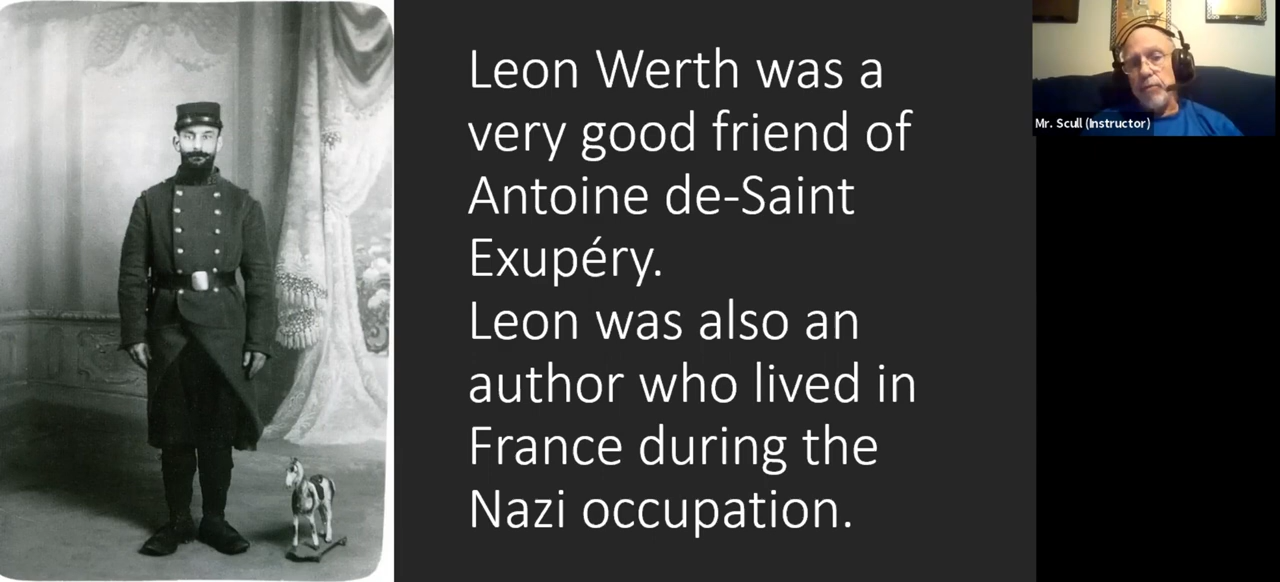 Leon Werth was a
very good friend of
Antoine de-Saint
Exupéry.
Leon was also an
author who lived in
France during the
Nazi occupation.
Mr. Scull (Instructor)